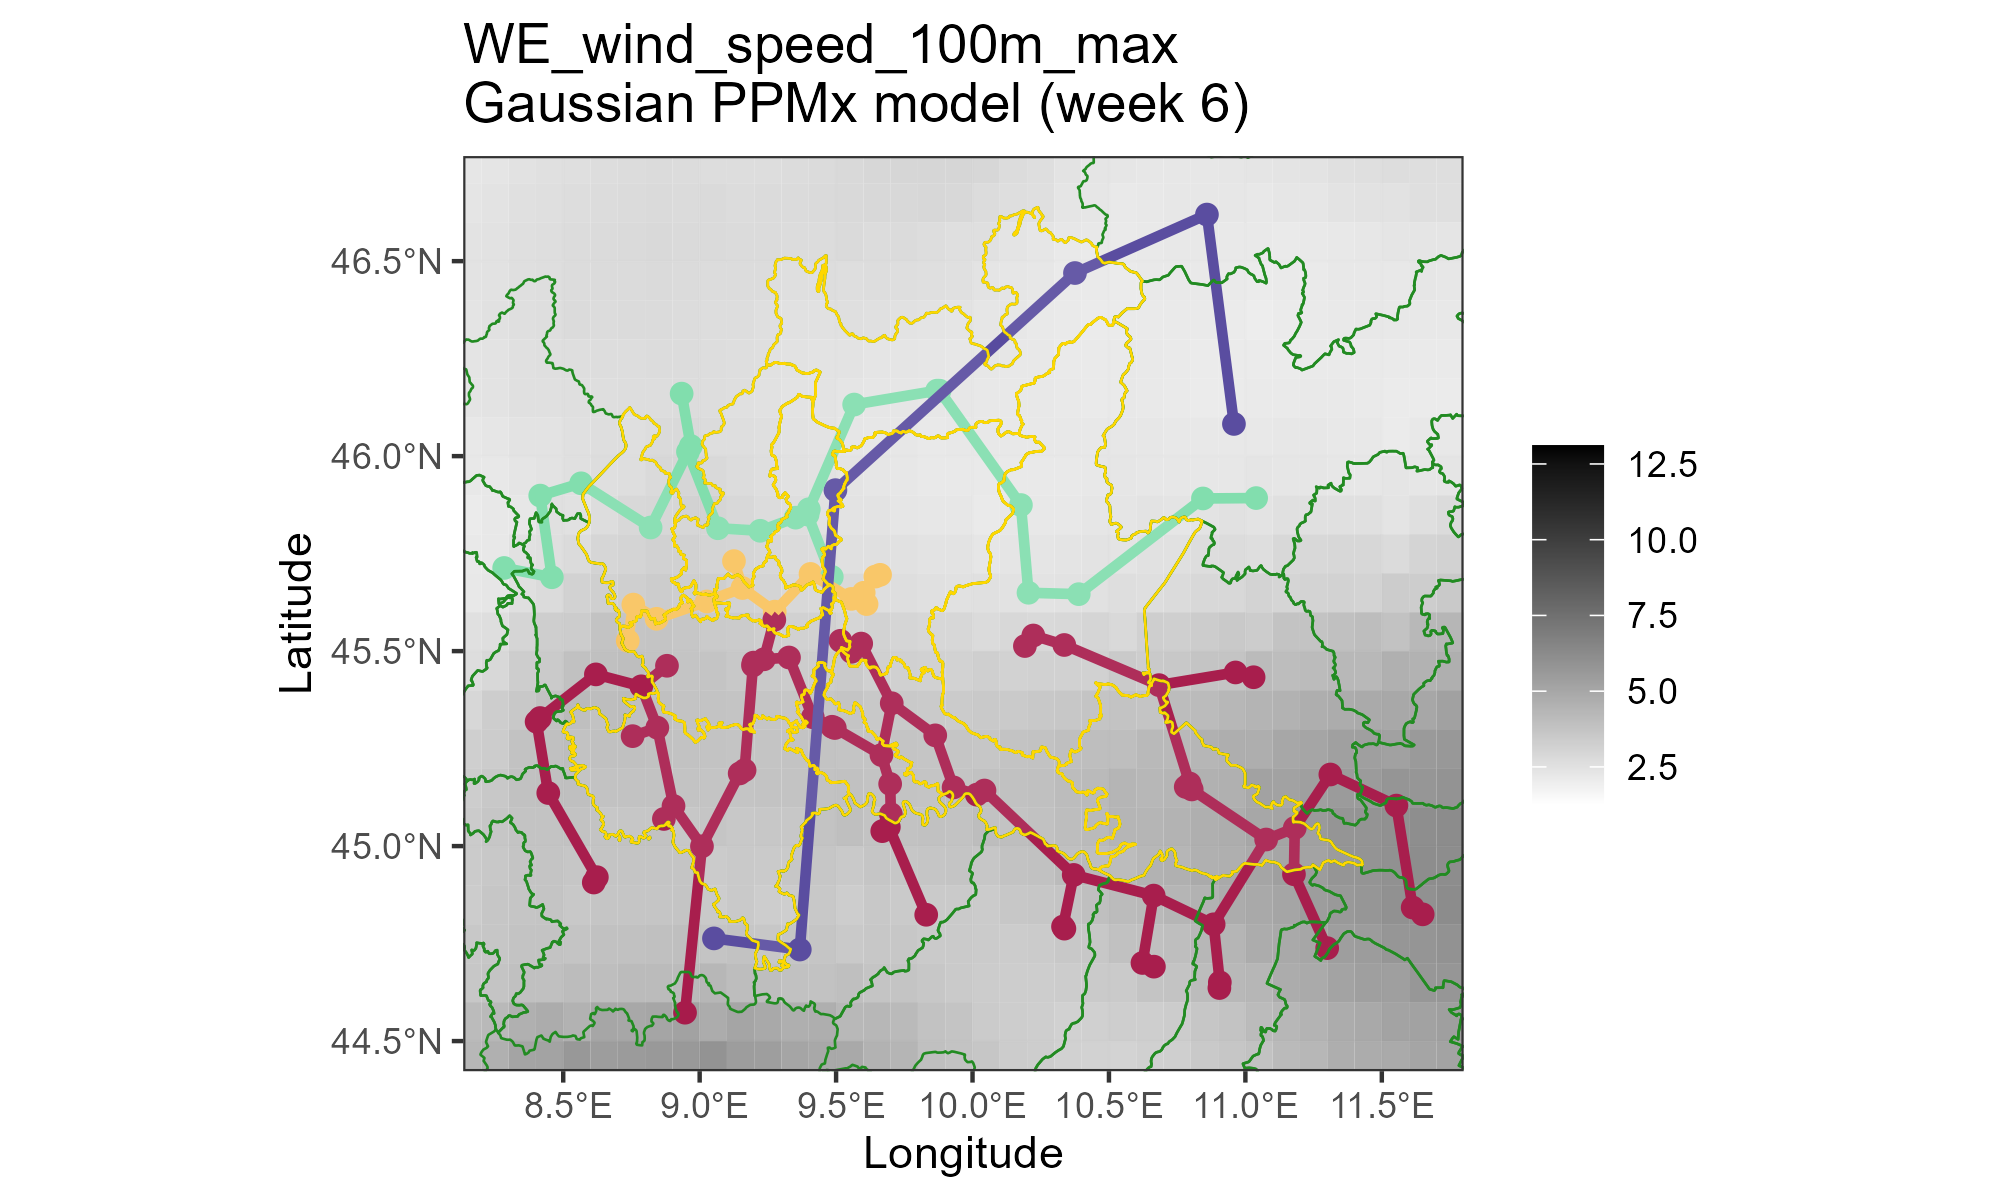 WE_wind_speed_100m_max
Gaussian PPMx model (week 6)
46.5°N
46.0°N
45.5°N
45.0°N
44.5°N
Latitude
8.5°E 9.0°E 9.5°E 10.0°E 10.5°E 11.0°E 11.5°E
Longitude
12.5
10.0
7.5
5.0
2.5